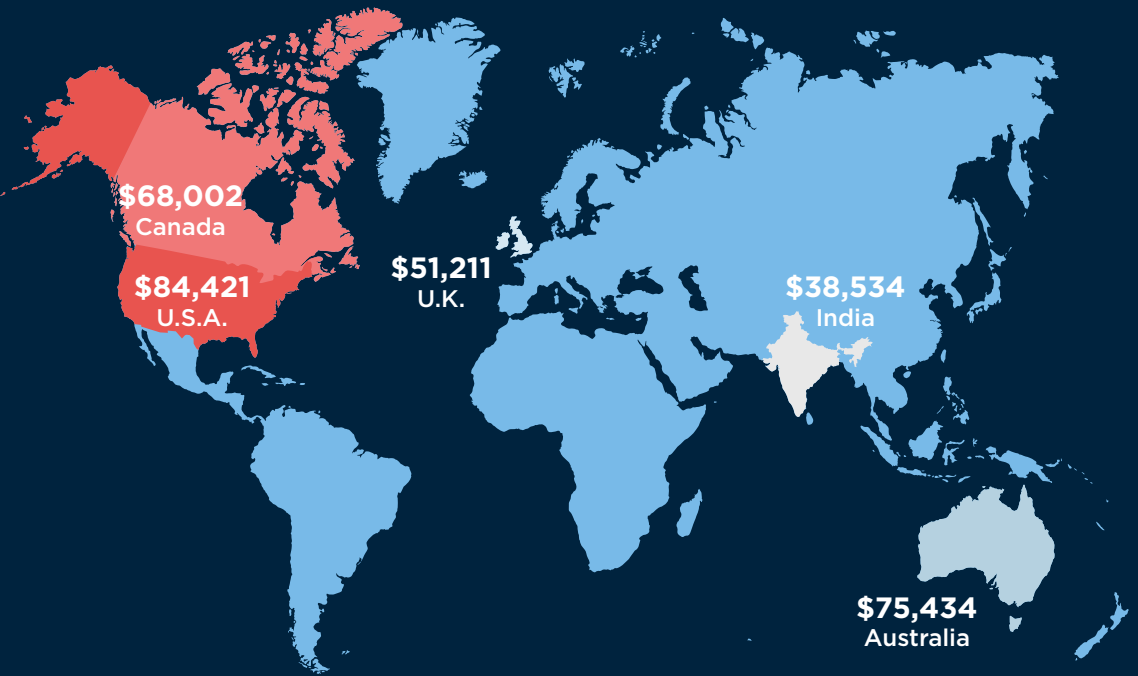 $68,002
Canada
$84,421
U.S.A.
$51,211
U.K.
$38,534
India
$75,434
Australia